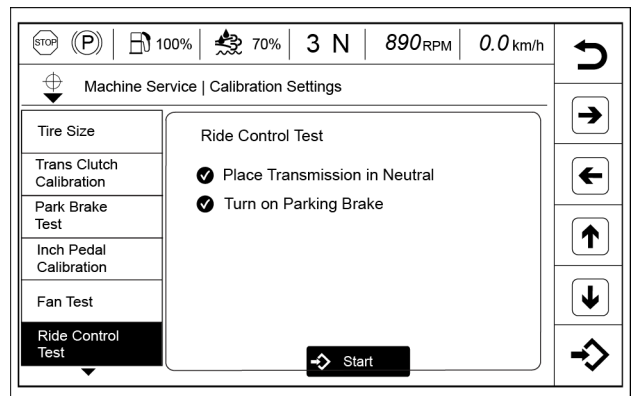 STOP (P) 100% 70% 3 N 890 RPM 0.0 km/h
Machine Service | Calibration Settings
Tire Size
Trans Clutch
Calibration
Park Brake
Test
Inch Pedal
Calibration
Fan Test
Ride Control
Test
Ride Control Test
Place Transmission in Neutral
Turn on Parking Brake
Start